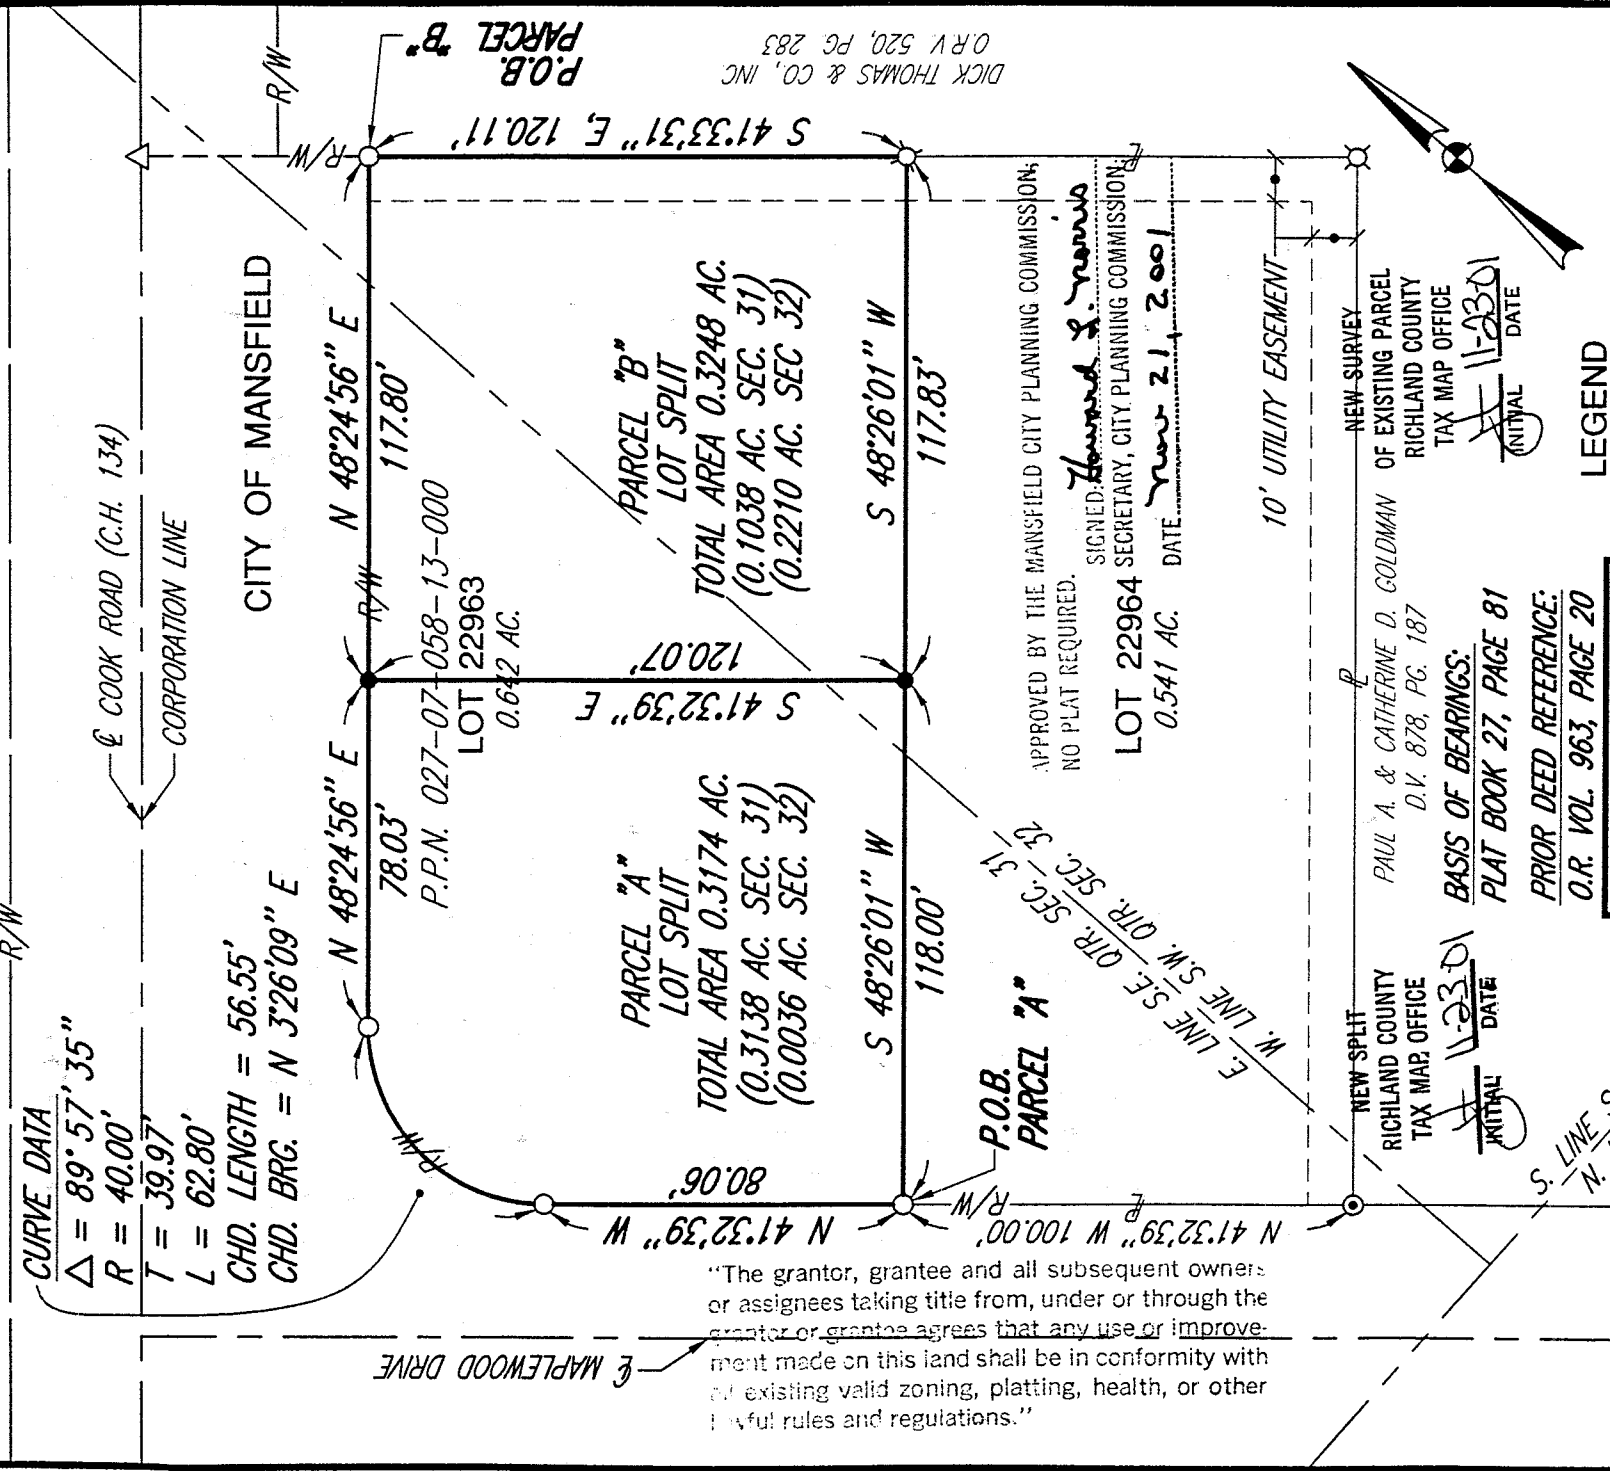 CURVE DATA
Δ = 89° 57' 35"
R = 40.00'
T = 39.97'
L = 62.80'
CHD. LENGTH = 56.55'
CHD. BRG. = N 3°26'09" E
R/W
℄ COOK ROAD (C.H. 134)
CORPORATION LINE
CITY OF MANSFIELD
R/W
R/W
P.O.B.
PARCEL "B"
DICK THOMAS & CO., INC
O.R.V. 520, PG 283
S 41°33'31" E, 120.11'
N 48°24'56" E
117.80'
R/W
N 48°24'56" E
78.03'
P.P.N. 027-07-058-13-000
LOT 22963
0.642 AC.
PARCEL "B"
LOT SPLIT
TOTAL AREA 0.3248 AC.
(0.1038 AC. SEC. 31)
(0.2210 AC. SEC 32)
120.07'
S 41°32'39" E
PARCEL "A"
LOT SPLIT
TOTAL AREA 0.3174 AC.
(0.3138 AC. SEC. 31)
(0.0036 AC. SEC. 32)
S 48°26'01" W
117.83'
S 48°26'01" W
118.00'
R/W
80.06'
N 41°32'39" W
P.O.B.
PARCEL "A"
R/W
℄ MAPLEWOOD DRIVE
N 41°32'39" W 100.00'
E. LINE S.E. QTR. SEC. 31
W. LINE S.W. QTR. SEC. 32
APPROVED BY THE MANSFIELD CITY PLANNING COMMISSION,
NO PLAT REQUIRED.
SIGNED: Howard L. Norris
SECRETARY, CITY PLANNING COMMISSION,
DATE Nov 21, 2001
LOT 22964
0.541 AC.
10' UTILITY EASEMENT
PAUL A. & CATHERINE D. GOLDMAN
D.V. 878, PG. 187
NEW SURVEY
OF EXISTING PARCEL
RICHLAND COUNTY
TAX MAP OFFICE
11-23-01
INITIAL DATE
NEW SPLIT
RICHLAND COUNTY
TAX MAP OFFICE
11-23-01
INITIAL DATE
BASIS OF BEARINGS:
PLAT BOOK 27, PAGE 81
PRIOR DEED REFERENCE:
O.R. VOL. 963, PAGE 20
LEGEND
S. LINE
N.
"The grantor, grantee and all subsequent owners
or assignees taking title from, under or through the
grantor or grantee agrees that any use or improve-
ment made on this land shall be in conformity with
all existing valid zoning, platting, health, or other
lawful rules and regulations."